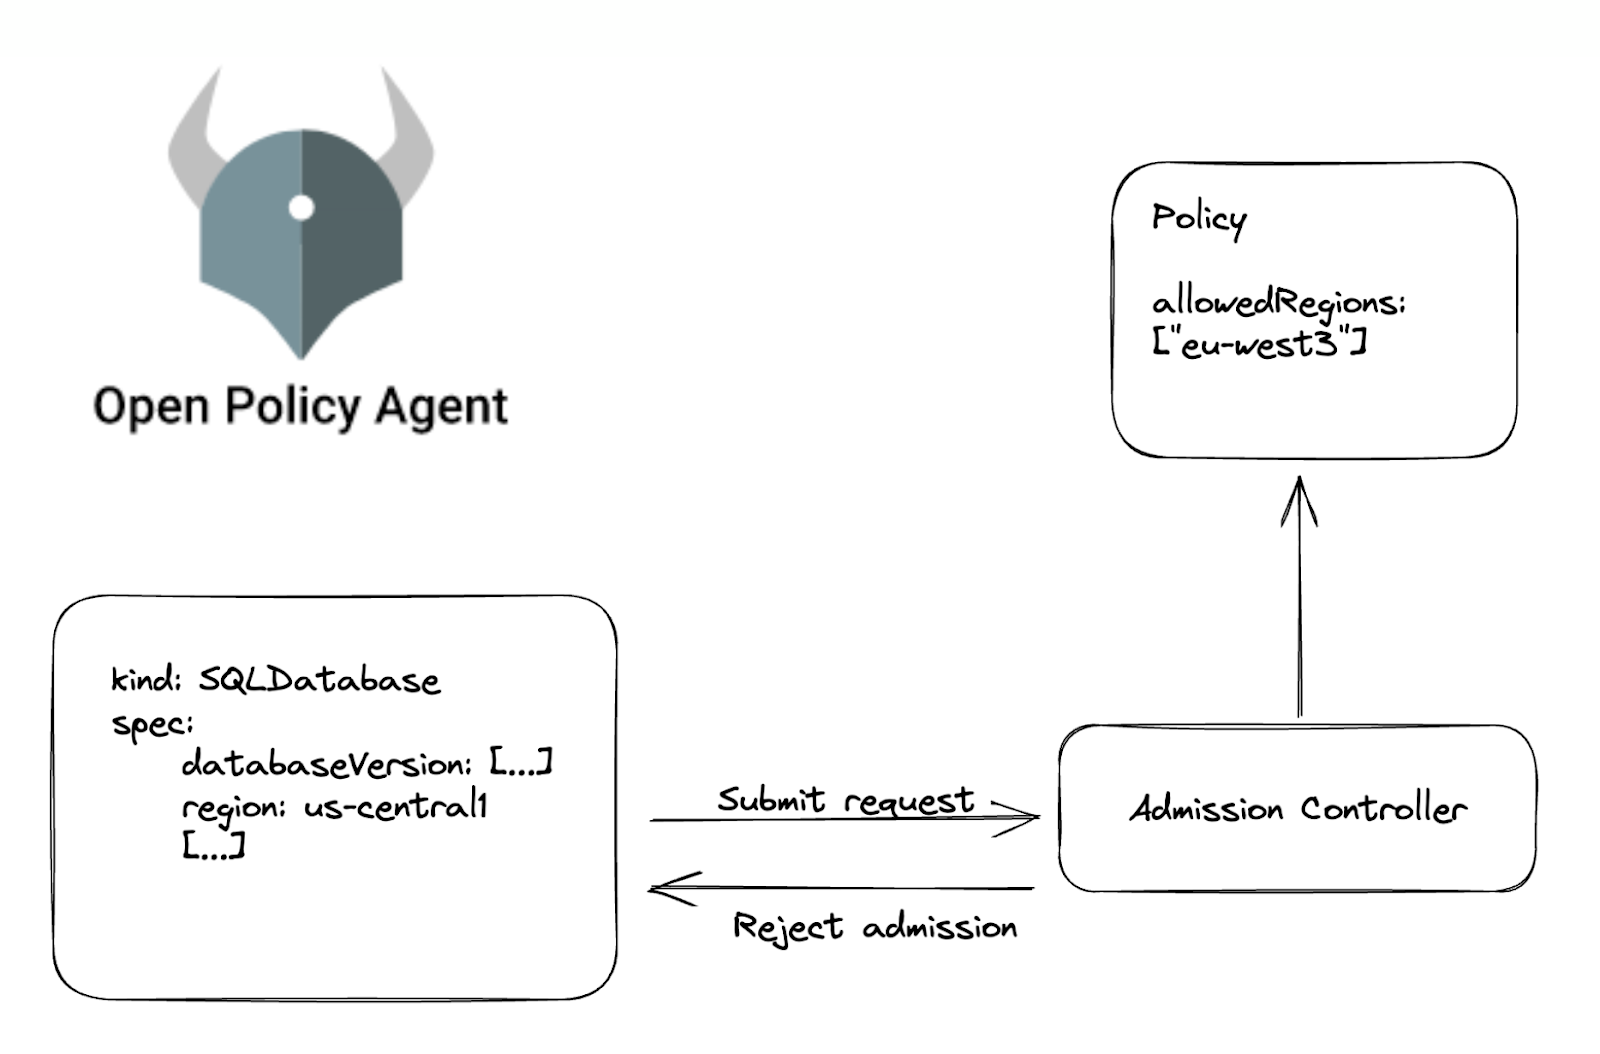 Open Policy Agent
Policy
allowedRegions:
["eu-west3"]
kind: SQLDatabase
spec:
databaseVersion: [...]
region: us-central1
[...]
Submit request
Reject admission
Admission Controller